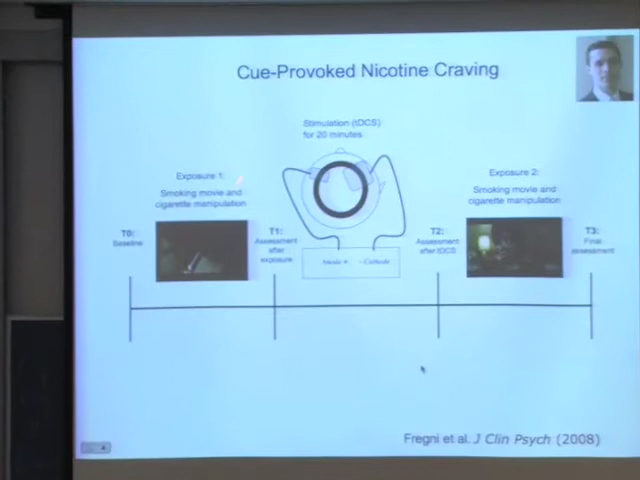 Cue-Provoked Nicotine Craving
Stimulation (tDCS)
for 20 minutes
Exposure 1:
Smoking movie and
cigarette manipulation
Exposure 2:
Smoking movie and
cigarette manipulation
T0:
Baseline
T1:
Assessment
after
exposure
Anode +
- Cathode
T2:
Assessment
after tDCS
T3:
Final
assessment
Fregni et al. J Clin Psych (2008)